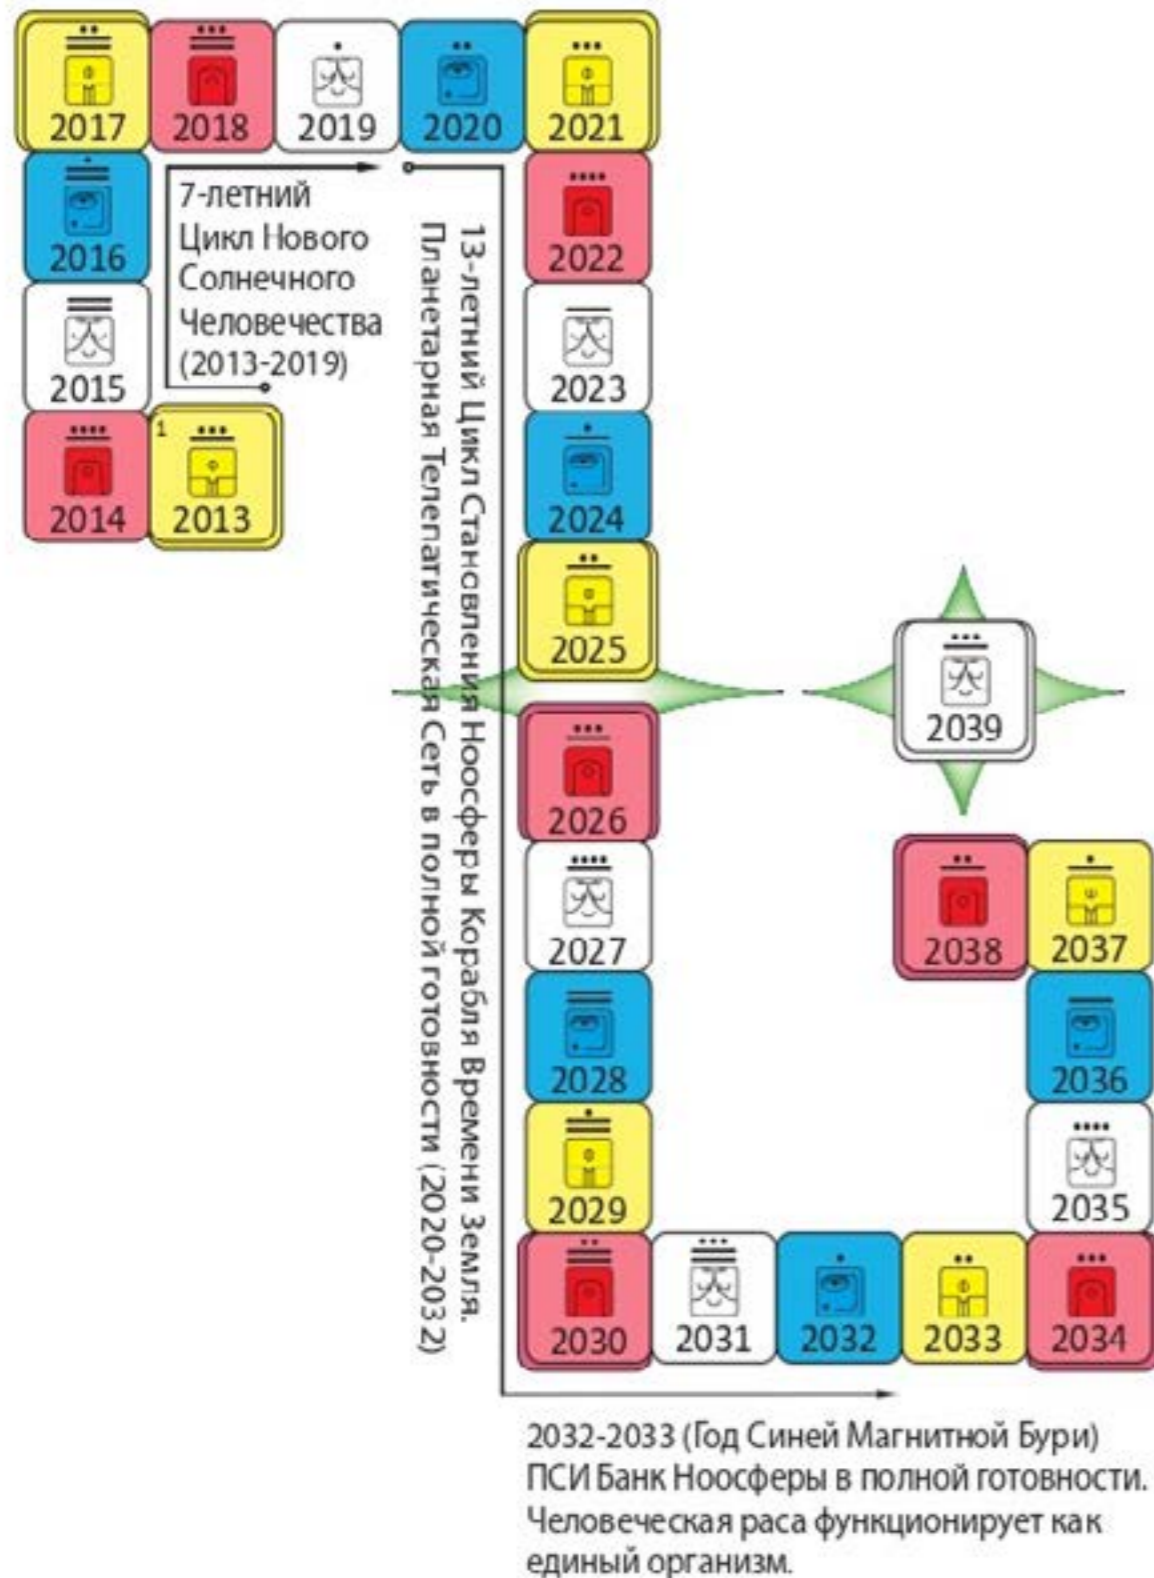 2017 2018 2019 2020 2021
2016
2015
2014
1
2013
7-летний
Цикл Нового
Солнечного
Человечества
(2013-2019)
13-летний Цикл Становления Ноосферы Корабля Времени Земля.
Планетарная Телепатическая Сеть в полной готовности (2020-2032)
2022
2023
2024
2025
2026
2027
2028
2029
2030 2031 2032 2033 2034
2035
2036
2038 2037
2039
2032-2033 (Год Синей Магнитной Бури)
ПСИ Банк Ноосферы в полной готовности.
Человеческая раса функционирует как
единый организм.